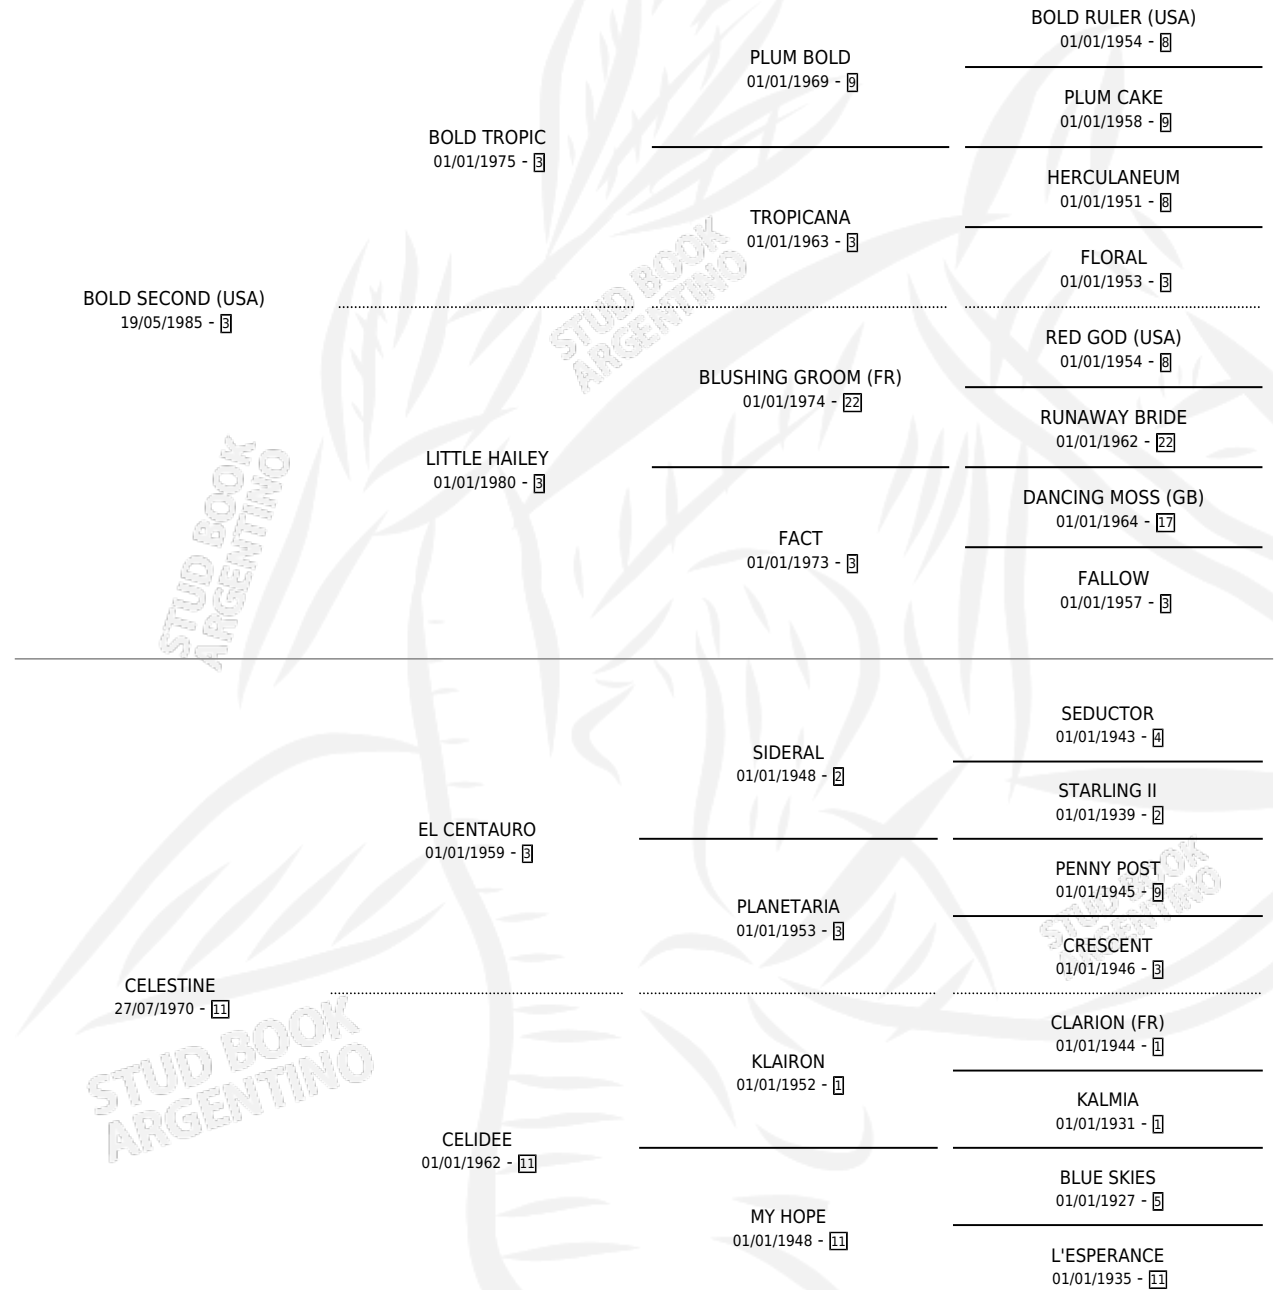 BOLD SECOND (USA)
19/05/1985 - 3
BOLD TROPIC
01/01/1975 - 3
LITTLE HAILEY
01/01/1980 - 3
PLUM BOLD
01/01/1969 - 9
TROPICANA
01/01/1963 - 3
BLUSHING GROOM (FR)
01/01/1974 - 22
FACT
01/01/1973 - 3
BOLD RULER (USA)
01/01/1954 - 8
PLUM CAKE
01/01/1958 - 9
HERCULANEUM
01/01/1951 - 8
FLORAL
01/01/1953 - 3
RED GOD (USA)
01/01/1954 - 8
RUNAWAY BRIDE
01/01/1962 - 22
DANCING MOSS (GB)
01/01/1964 - 17
FALLOW
01/01/1957 - 3
CELESTINE
27/07/1970 - 11
EL CENTAURO
01/01/1959 - 3
CELIDEE
01/01/1962 - 11
SIDERAL
01/01/1948 - 2
PLANETARIA
01/01/1953 - 3
KLAIRON
01/01/1952 - 1
MY HOPE
01/01/1948 - 11
SEDUCTOR
01/01/1943 - 4
STARLING II
01/01/1939 - 2
PENNY POST
01/01/1945 - 9
CRESCENT
01/01/1946 - 3
CLARION (FR)
01/01/1944 - 1
KALMIA
01/01/1931 - 1
BLUE SKIES
01/01/1927 - 5
L'ESPERANCE
01/01/1935 - 11
STUD BOOK
ARGENTINO
STUD BOOK
ARGENTINO
STUD BOOK
ARGENTINO
STUD BOOK
ARGENTINO